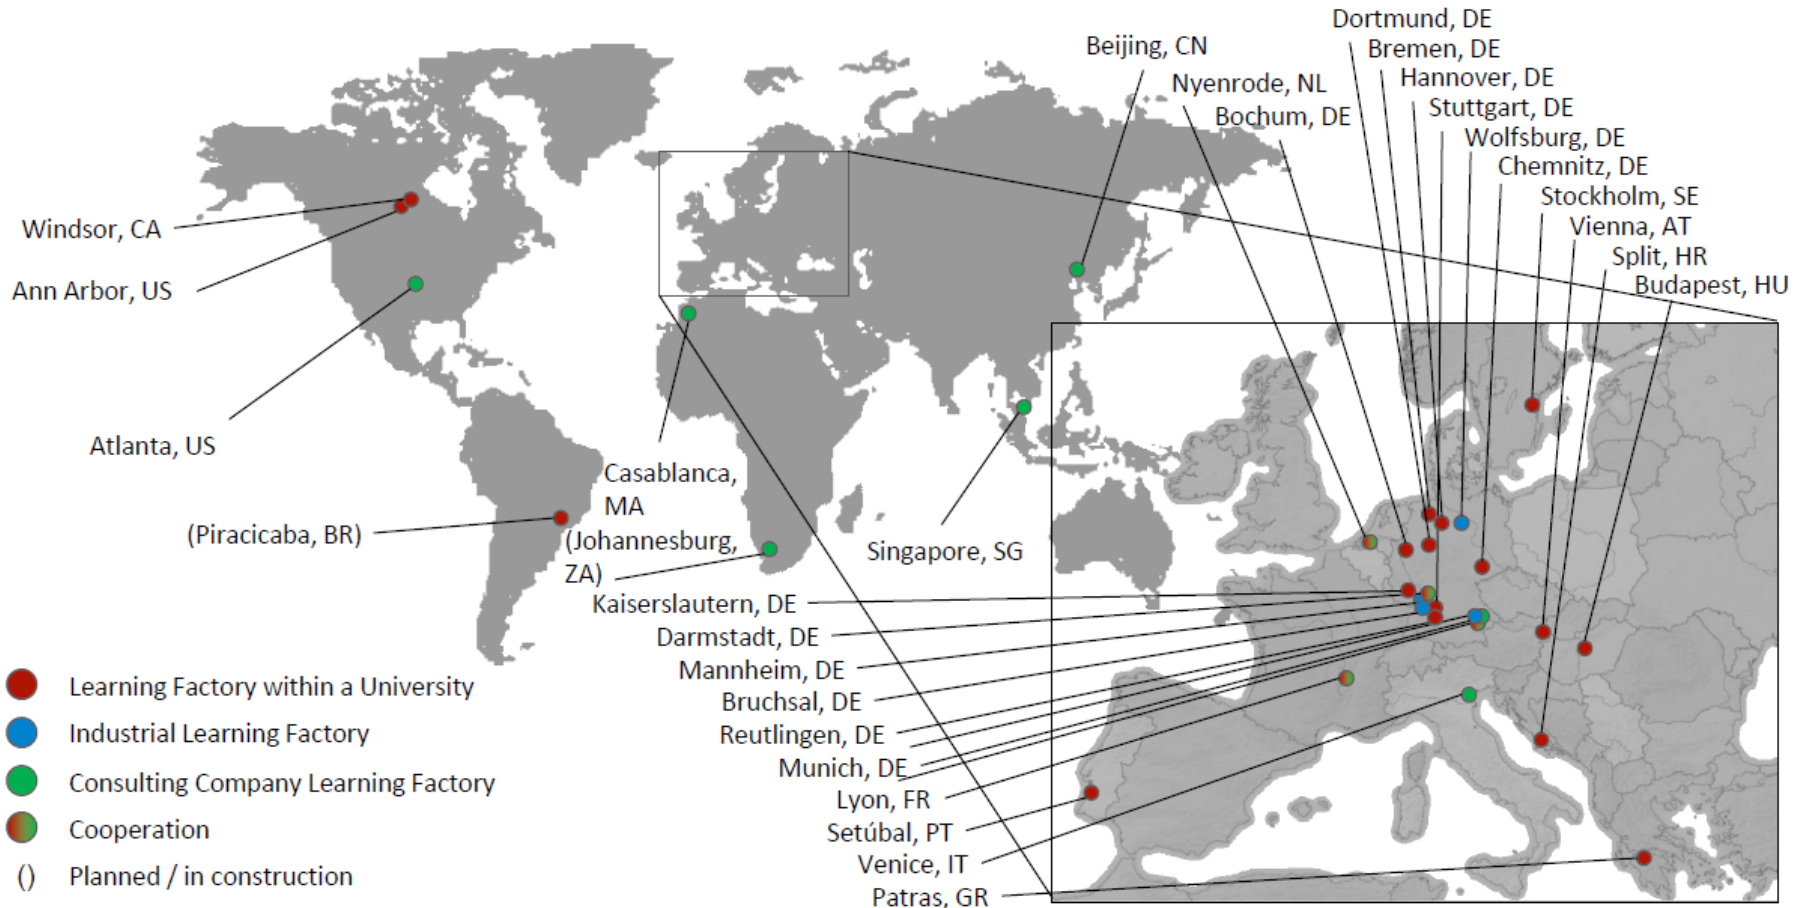 Dortmund, DE
Beijing, CN
Bremen, DE
Nyenrode, NL
Hannover, DE
Bochum, DE
Stuttgart, DE
Wolfsburg, DE
Chemnitz, DE
Stockholm, SE
Vienna, AT
Split, HR
Budapest, HU
Windsor, CA
Ann Arbor, US
Atlanta, US
(Piracicaba, BR)
Casablanca,
MA
(Johannesburg,
ZA)
Singapore, SG
Kaiserslautern, DE
Darmstadt, DE
Mannheim, DE
Bruchsal, DE
Reutlingen, DE
Munich, DE
Lyon, FR
Setúbal, PT
Venice, IT
Patras, GR
Learning Factory within a University
Industrial Learning Factory
Consulting Company Learning Factory
Cooperation
() Planned / in construction